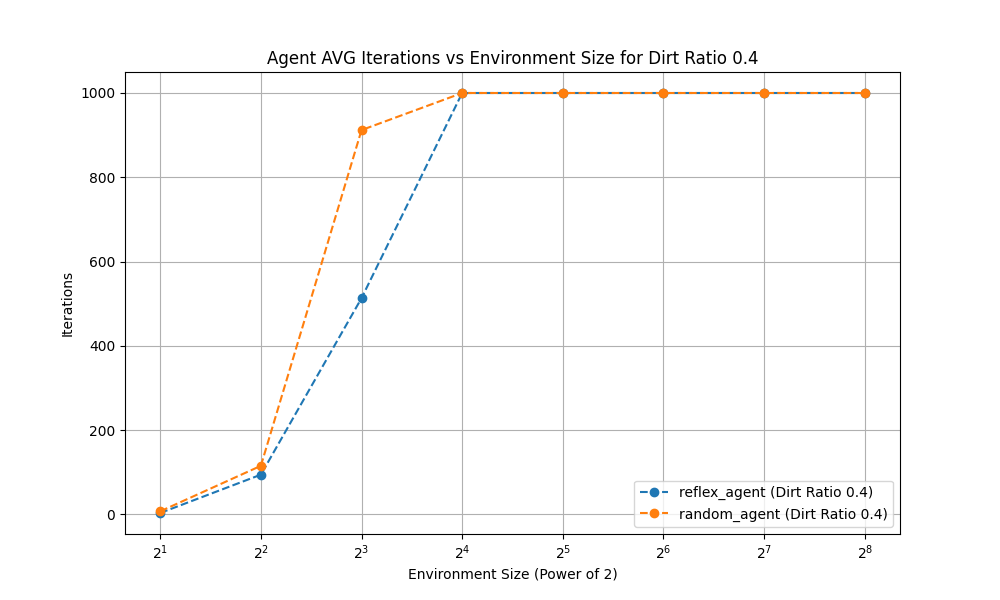 Agent AVG Iterations vs Environment Size for Dirt Ratio 0.4
Iterations
1000
800
600
400
200
0
2¹ 2² 2³ 2⁴ 2⁵ 2⁶ 2⁷ 2⁸
Environment Size (Power of 2)
reflex_agent (Dirt Ratio 0.4)
random_agent (Dirt Ratio 0.4)